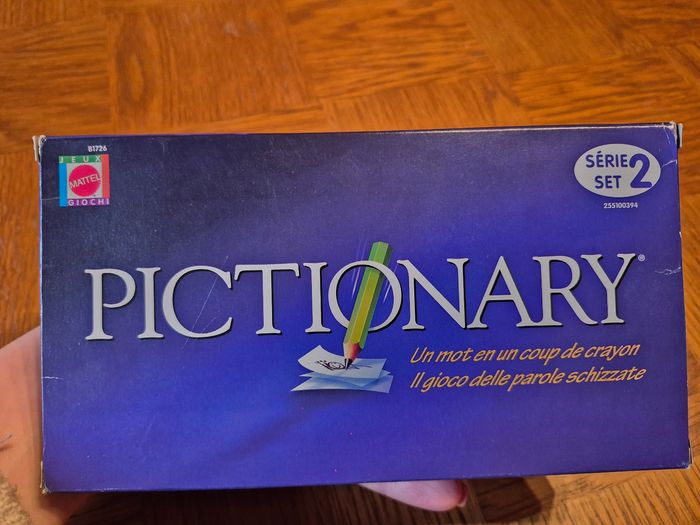 B1726
JEUX
MATTEL
GIOCHI
SÉRIE
SET 2
255100394
PICTIONARY®
Un mot en un coup de crayon
Il gioco delle parole schizzate